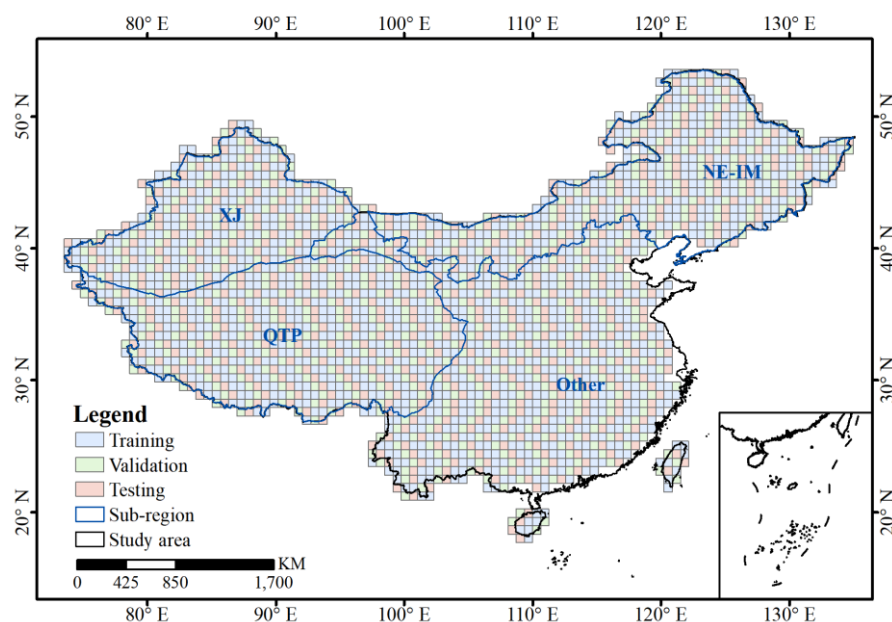 80° E 90° E 100° E 110° E 120° E 130° E
50° N 50° N
NE-IM
XJ
40° N 40° N
QTP
30° N Other 30° N
Legend
Training
Validation
Testing
Sub-region
Study area
20° N 20° N
KM
0 425 850 1,700
80° E 90° E 100° E 110° E 120° E 130° E